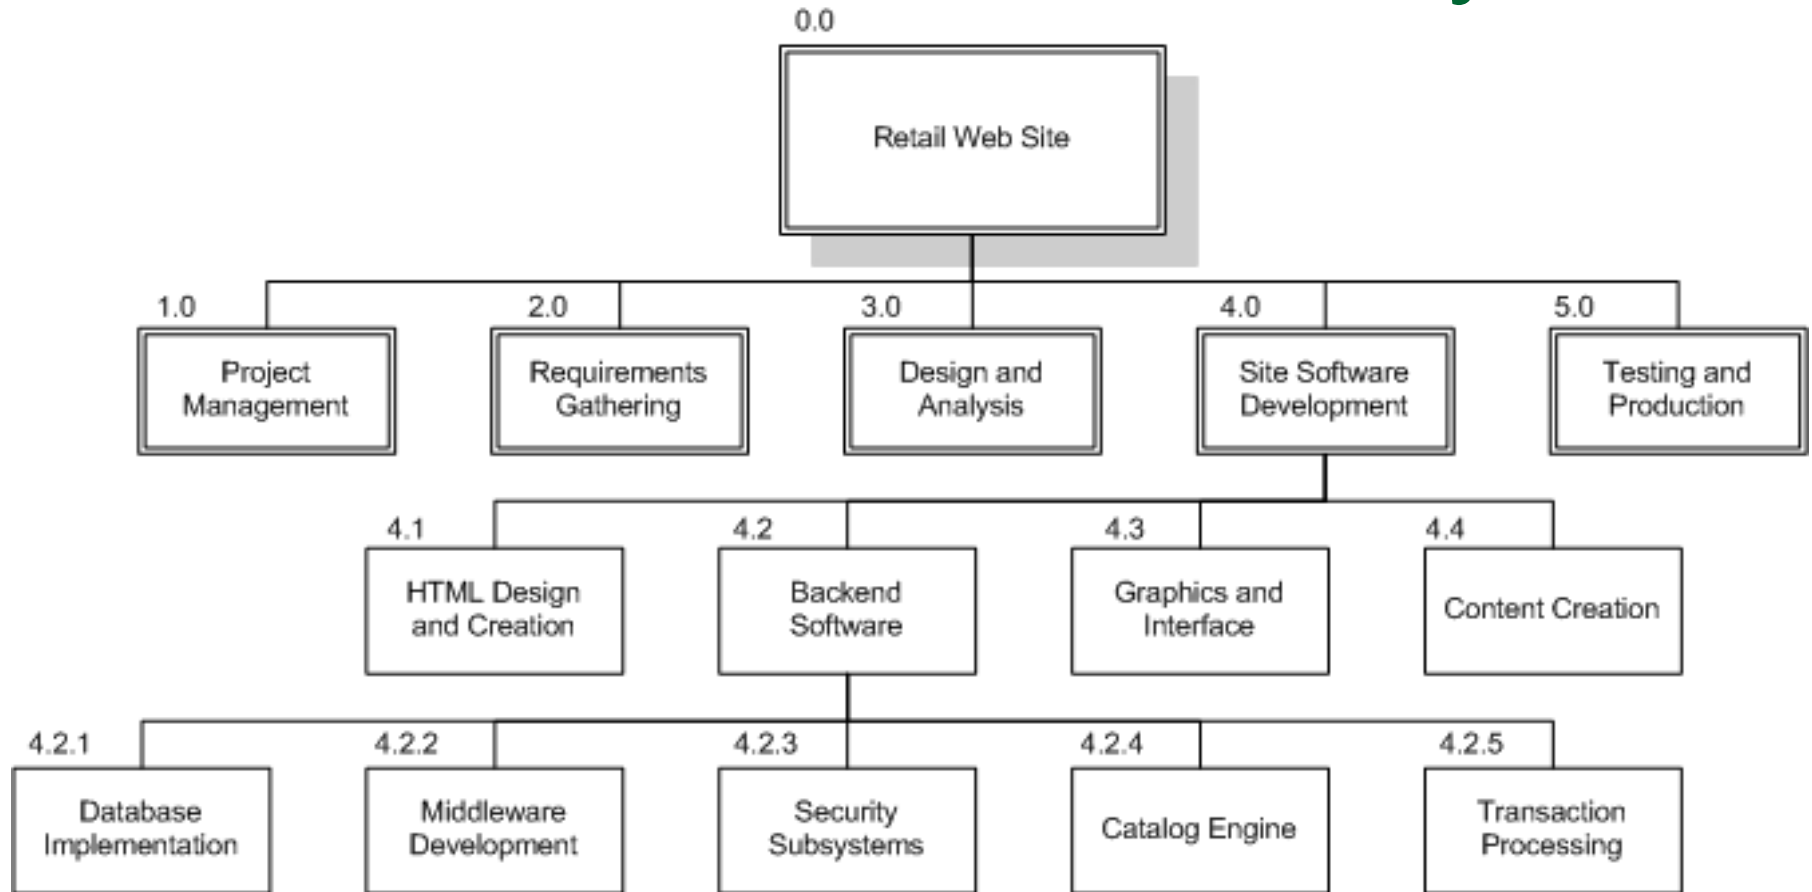 0.0
Retail Web Site
1.0
2.0
3.0
4.0
5.0
Project
Management
Requirements
Gathering
Design and
Analysis
Site Software
Development
Testing and
Production
4.1
4.2
4.3
4.4
HTML Design
and Creation
Backend
Software
Graphics and
Interface
Content Creation
4.2.1
4.2.2
4.2.3
4.2.4
4.2.5
Database
Implementation
Middleware
Development
Security
Subsystems
Catalog Engine
Transaction
Processing